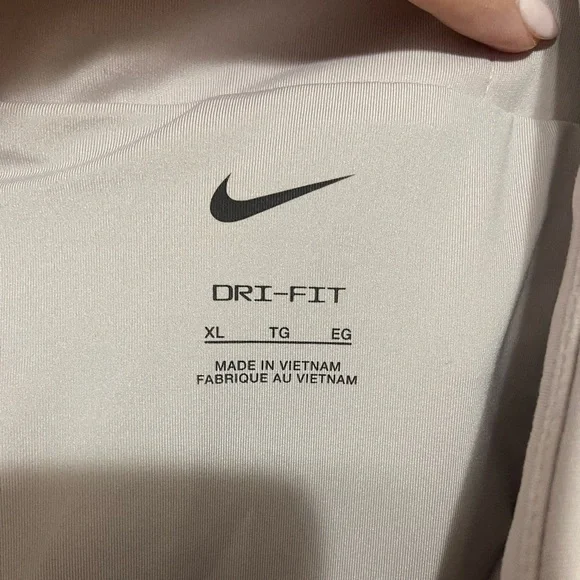 DRI-FIT
XL TG EG
MADE IN VIETNAM
FABRIQUE AU VIETNAM